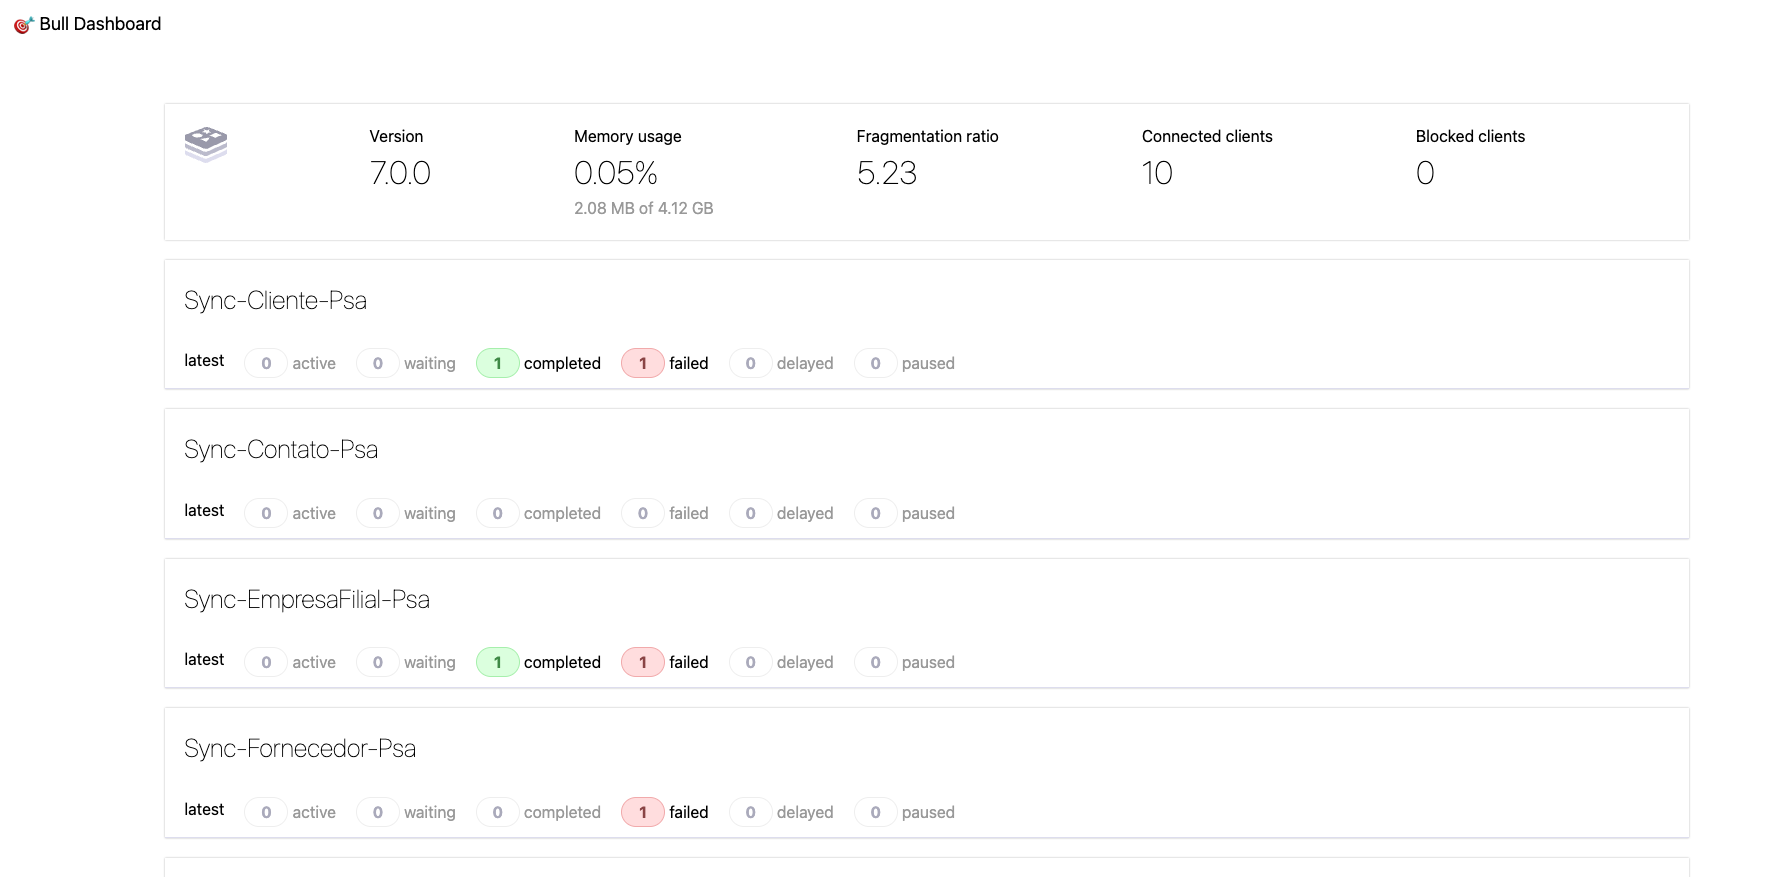 Bull Dashboard
Version
7.0.0
Memory usage
0.05%
2.08 MB of 4.12 GB
Fragmentation ratio
5.23
Connected clients
10
Blocked clients
0
Sync-Cliente-Psa
latest 0 active 0 waiting 1 completed 1 failed 0 delayed 0 paused
Sync-Contato-Psa
latest 0 active 0 waiting 0 completed 0 failed 0 delayed 0 paused
Sync-EmpresaFilial-Psa
latest 0 active 0 waiting 1 completed 1 failed 0 delayed 0 paused
Sync-Fornecedor-Psa
latest 0 active 0 waiting 0 completed 1 failed 0 delayed 0 paused